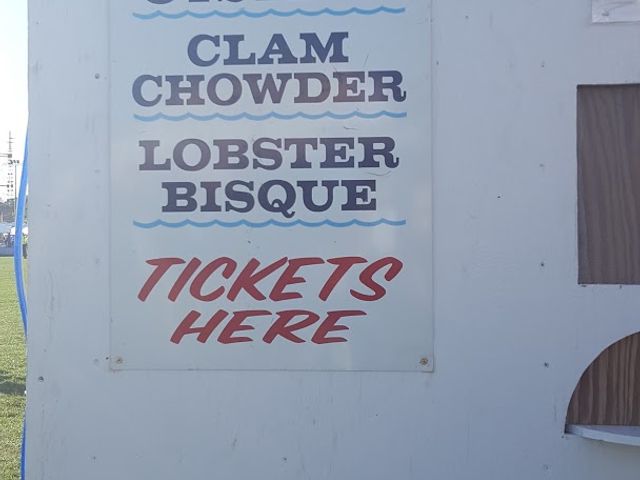 CLAM
CHOWDER
LOBSTER
BISQUE
TICKETS
HERE